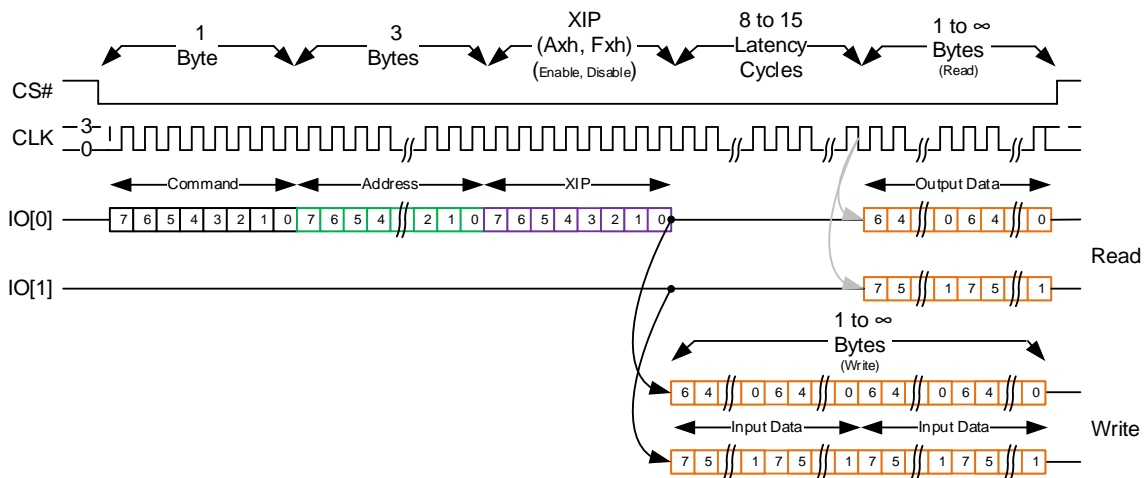 1 Byte
3 Bytes
XIP (Axh, Fxh) (Enable, Disable)
8 to 15 Latency Cycles
1 to ∞ Bytes (Read)
CS#
CLK 3 0
Command Address XIP Output Data
IO[0] 7 6 5 4 3 2 1 0 7 6 5 4 2 1 0 7 6 5 4 3 2 1 0 6 4 0 6 4 0
Read
IO[1] 7 5 1 7 5 1
1 to ∞ Bytes (Write)
6 4 0 6 4 0 6 4 0 6 4 0
Input Data Input Data
Write
7 5 1 7 5 1 7 5 1 7 5 1